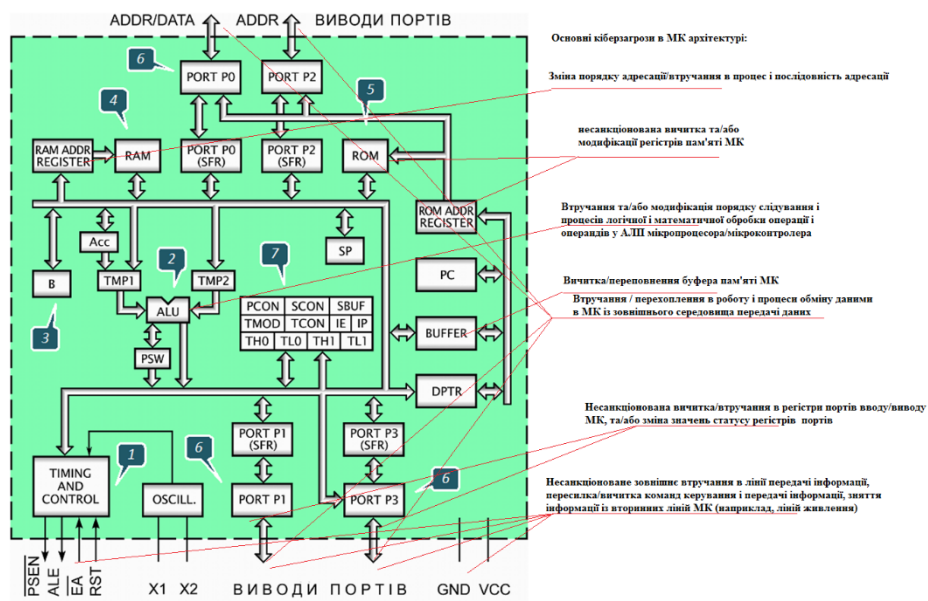 ADDR/DATA ADDR ВИВОДИ ПОРТІВ
Основні кіберзагрози в МК архітектурі:
6
PORT P0
PORT P2
Зміна порядку адресації/втручання в процес і послідовність адресації
4
5
RAM ADDR
REGISTER
RAM
PORT P0
(SFR)
PORT P2
(SFR)
ROM
несанкціонована вичитка та/або
модифікації регістрів пам'яті МК
ROM ADDR
REGISTER
Втручання та/або модифікація порядку слідування і
процесів логічної і математичної обробки операції і
операндів у АЛП мікропроцесора/мікроконтролера
Acc
SP
B
TMP1
2
TMP2
7
PC
3
ALU
PCON SCON SBUF
TMOD TCON IE IP
TH0 TL0 TH1 TL1
Вичитка/переповнення буфера пам'яті МК
Втручання / перехоплення в роботу і процеси обміну даними
в МК із зовнішнього середовища передачі даних
BUFFER
PSW
DPTR
Несанкціонована вичитка/втручання в регістри портів вводу/виводу
МК, та/або зміна значень статусу регістрів портів
PORT P1
(SFR)
PORT P3
(SFR)
1
6
6
TIMING
AND
CONTROL
OSCILL.
PORT P1
PORT P3
Несанкціоноване зовнішнє втручання в лінії передачі інформації,
пересилка/вичитка команд керування і передачі інформації, зняття
інформації із вторинних ліній МК (наприклад, ліній живлення)
PSEN
ALE
EA
RST
X1 X2 ВИВОДИ ПОРТІВ GND VCC